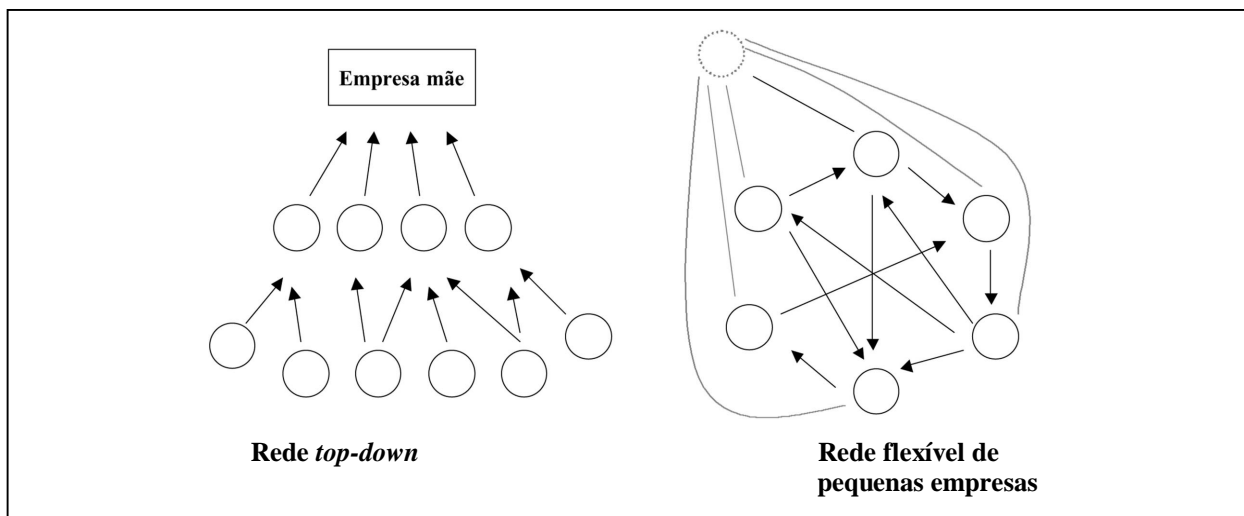 Empresa mãe
Rede top-down
Rede flexível de
pequenas empresas